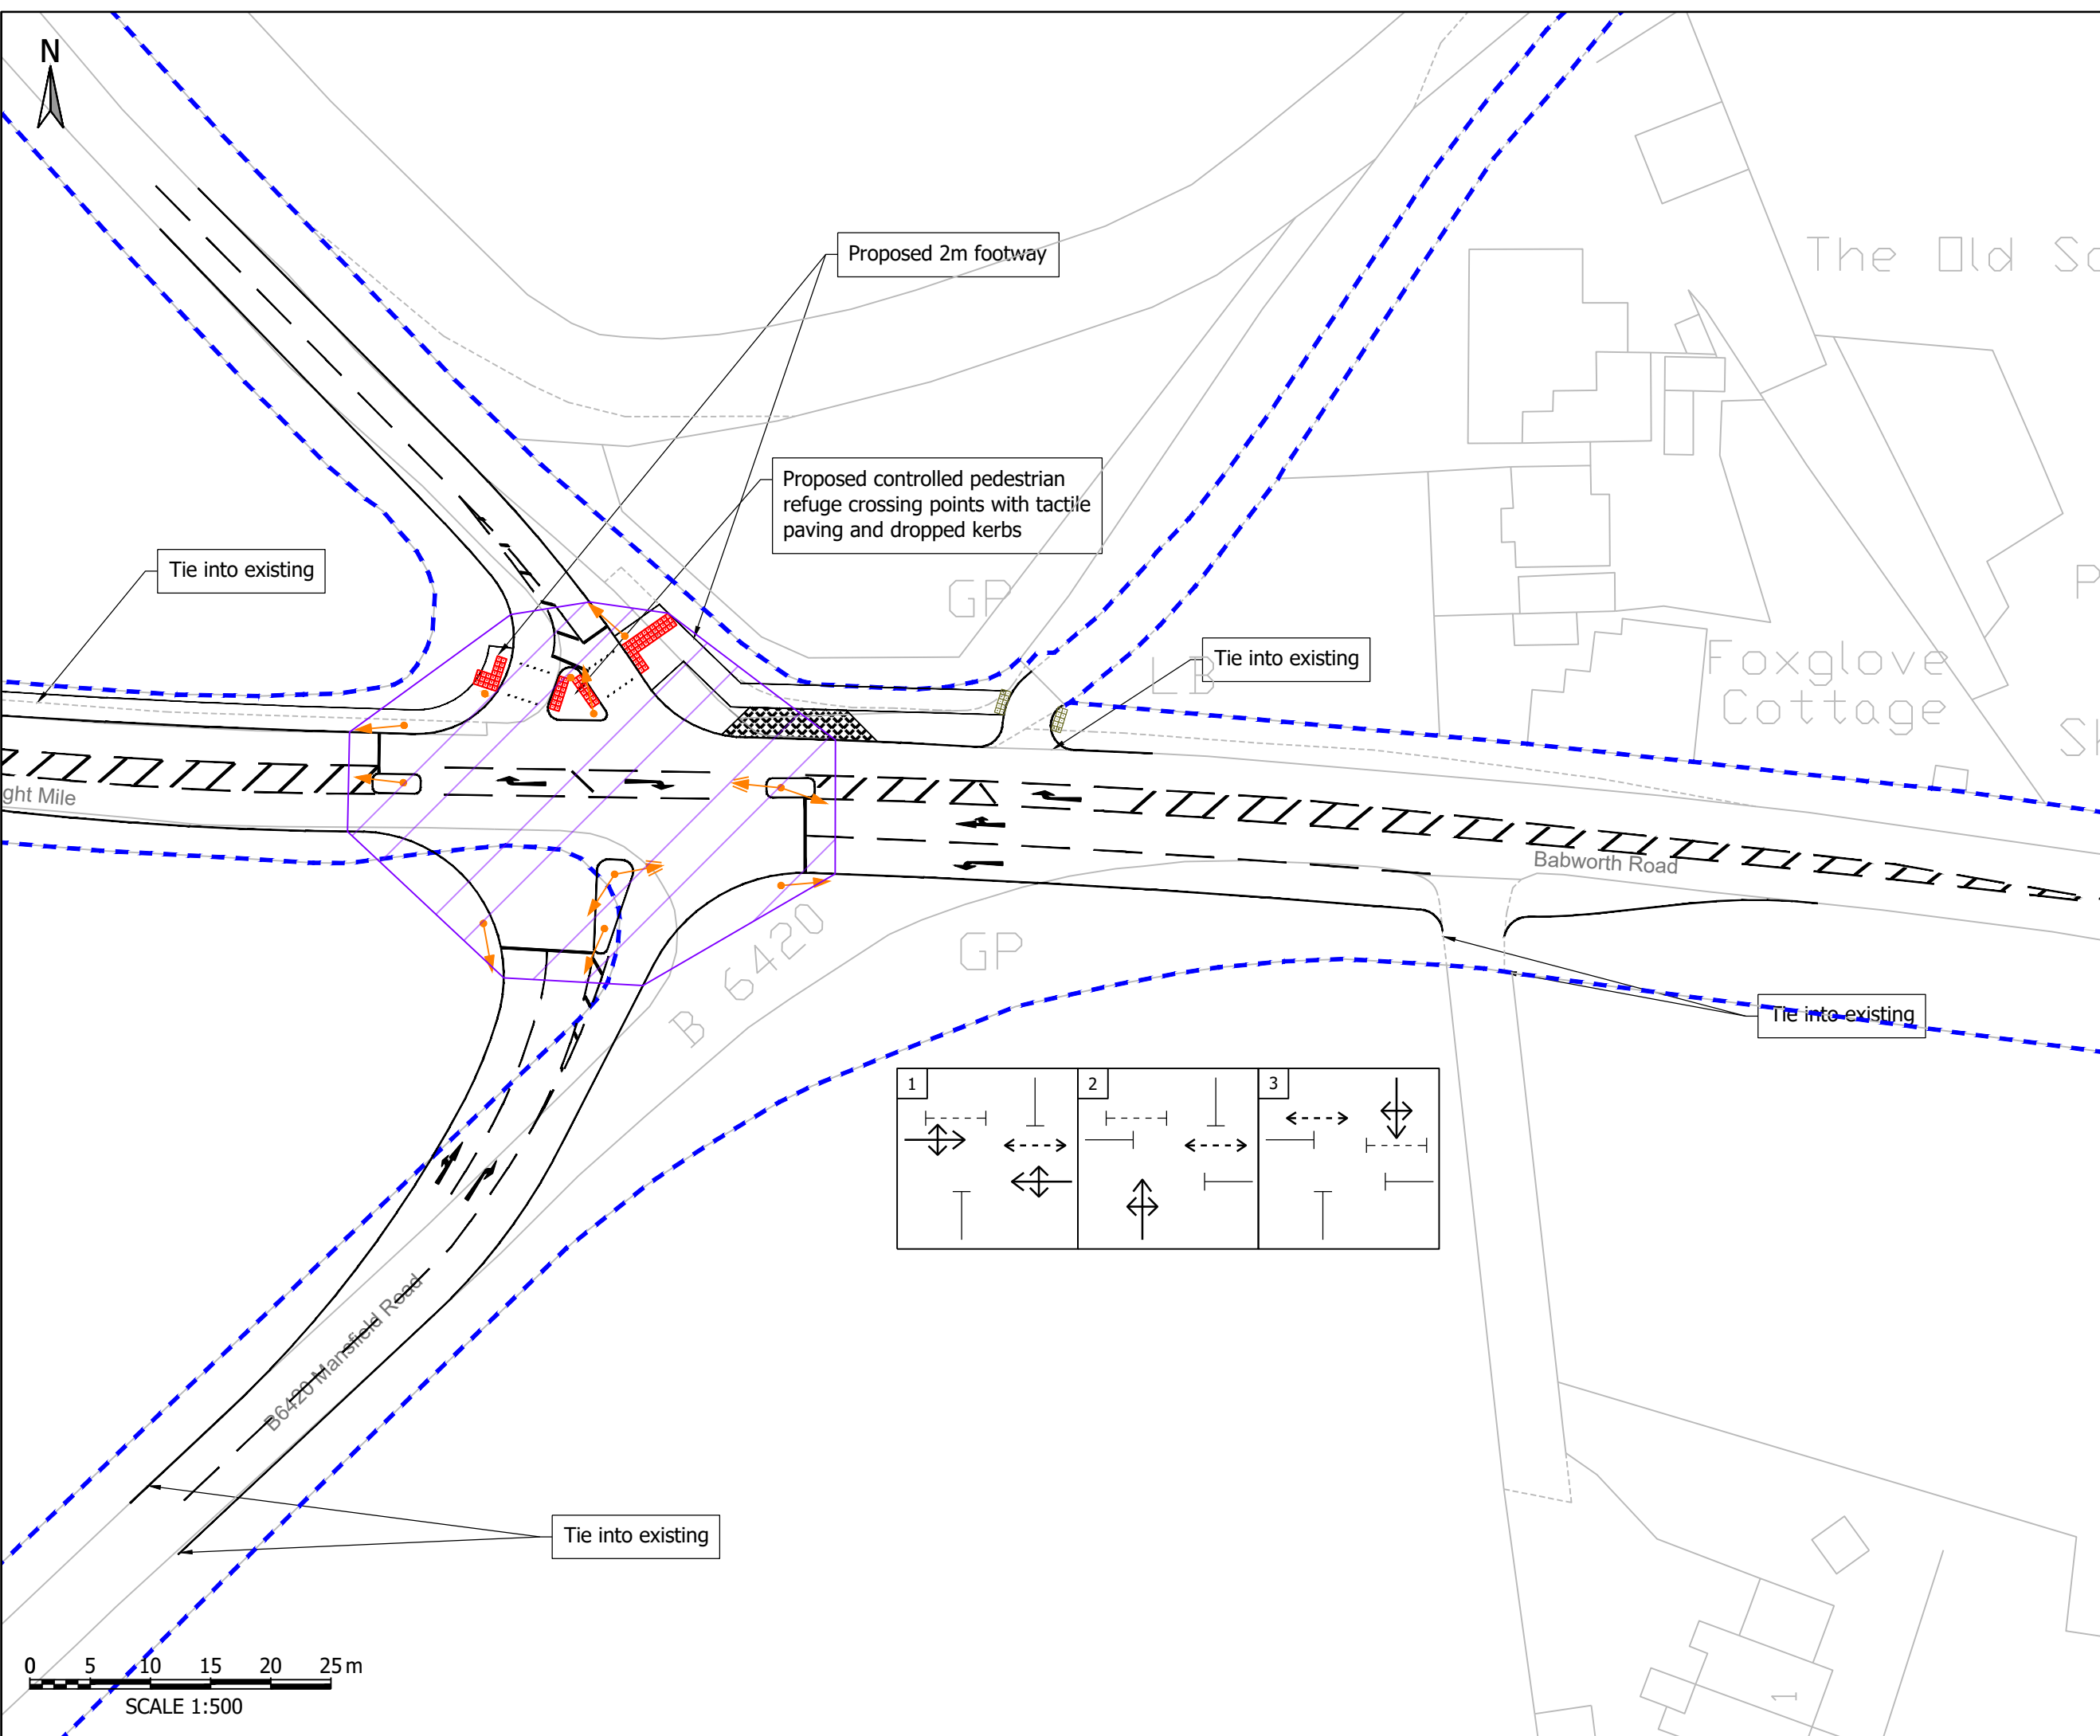 N
Proposed 2m footway
The Old
Proposed controlled pedestrian
refuge crossing points with tactile
paving and dropped kerbs
Tie into existing
GP
LB
Tie into existing
Foxglove
Cottage
ght Mile
Babworth Road
B 6420
GP
Tie into existing
1
2
3
B6420 Mansfield Road
Tie into existing
0 5 10 15 20 25 m
SCALE 1:500
1